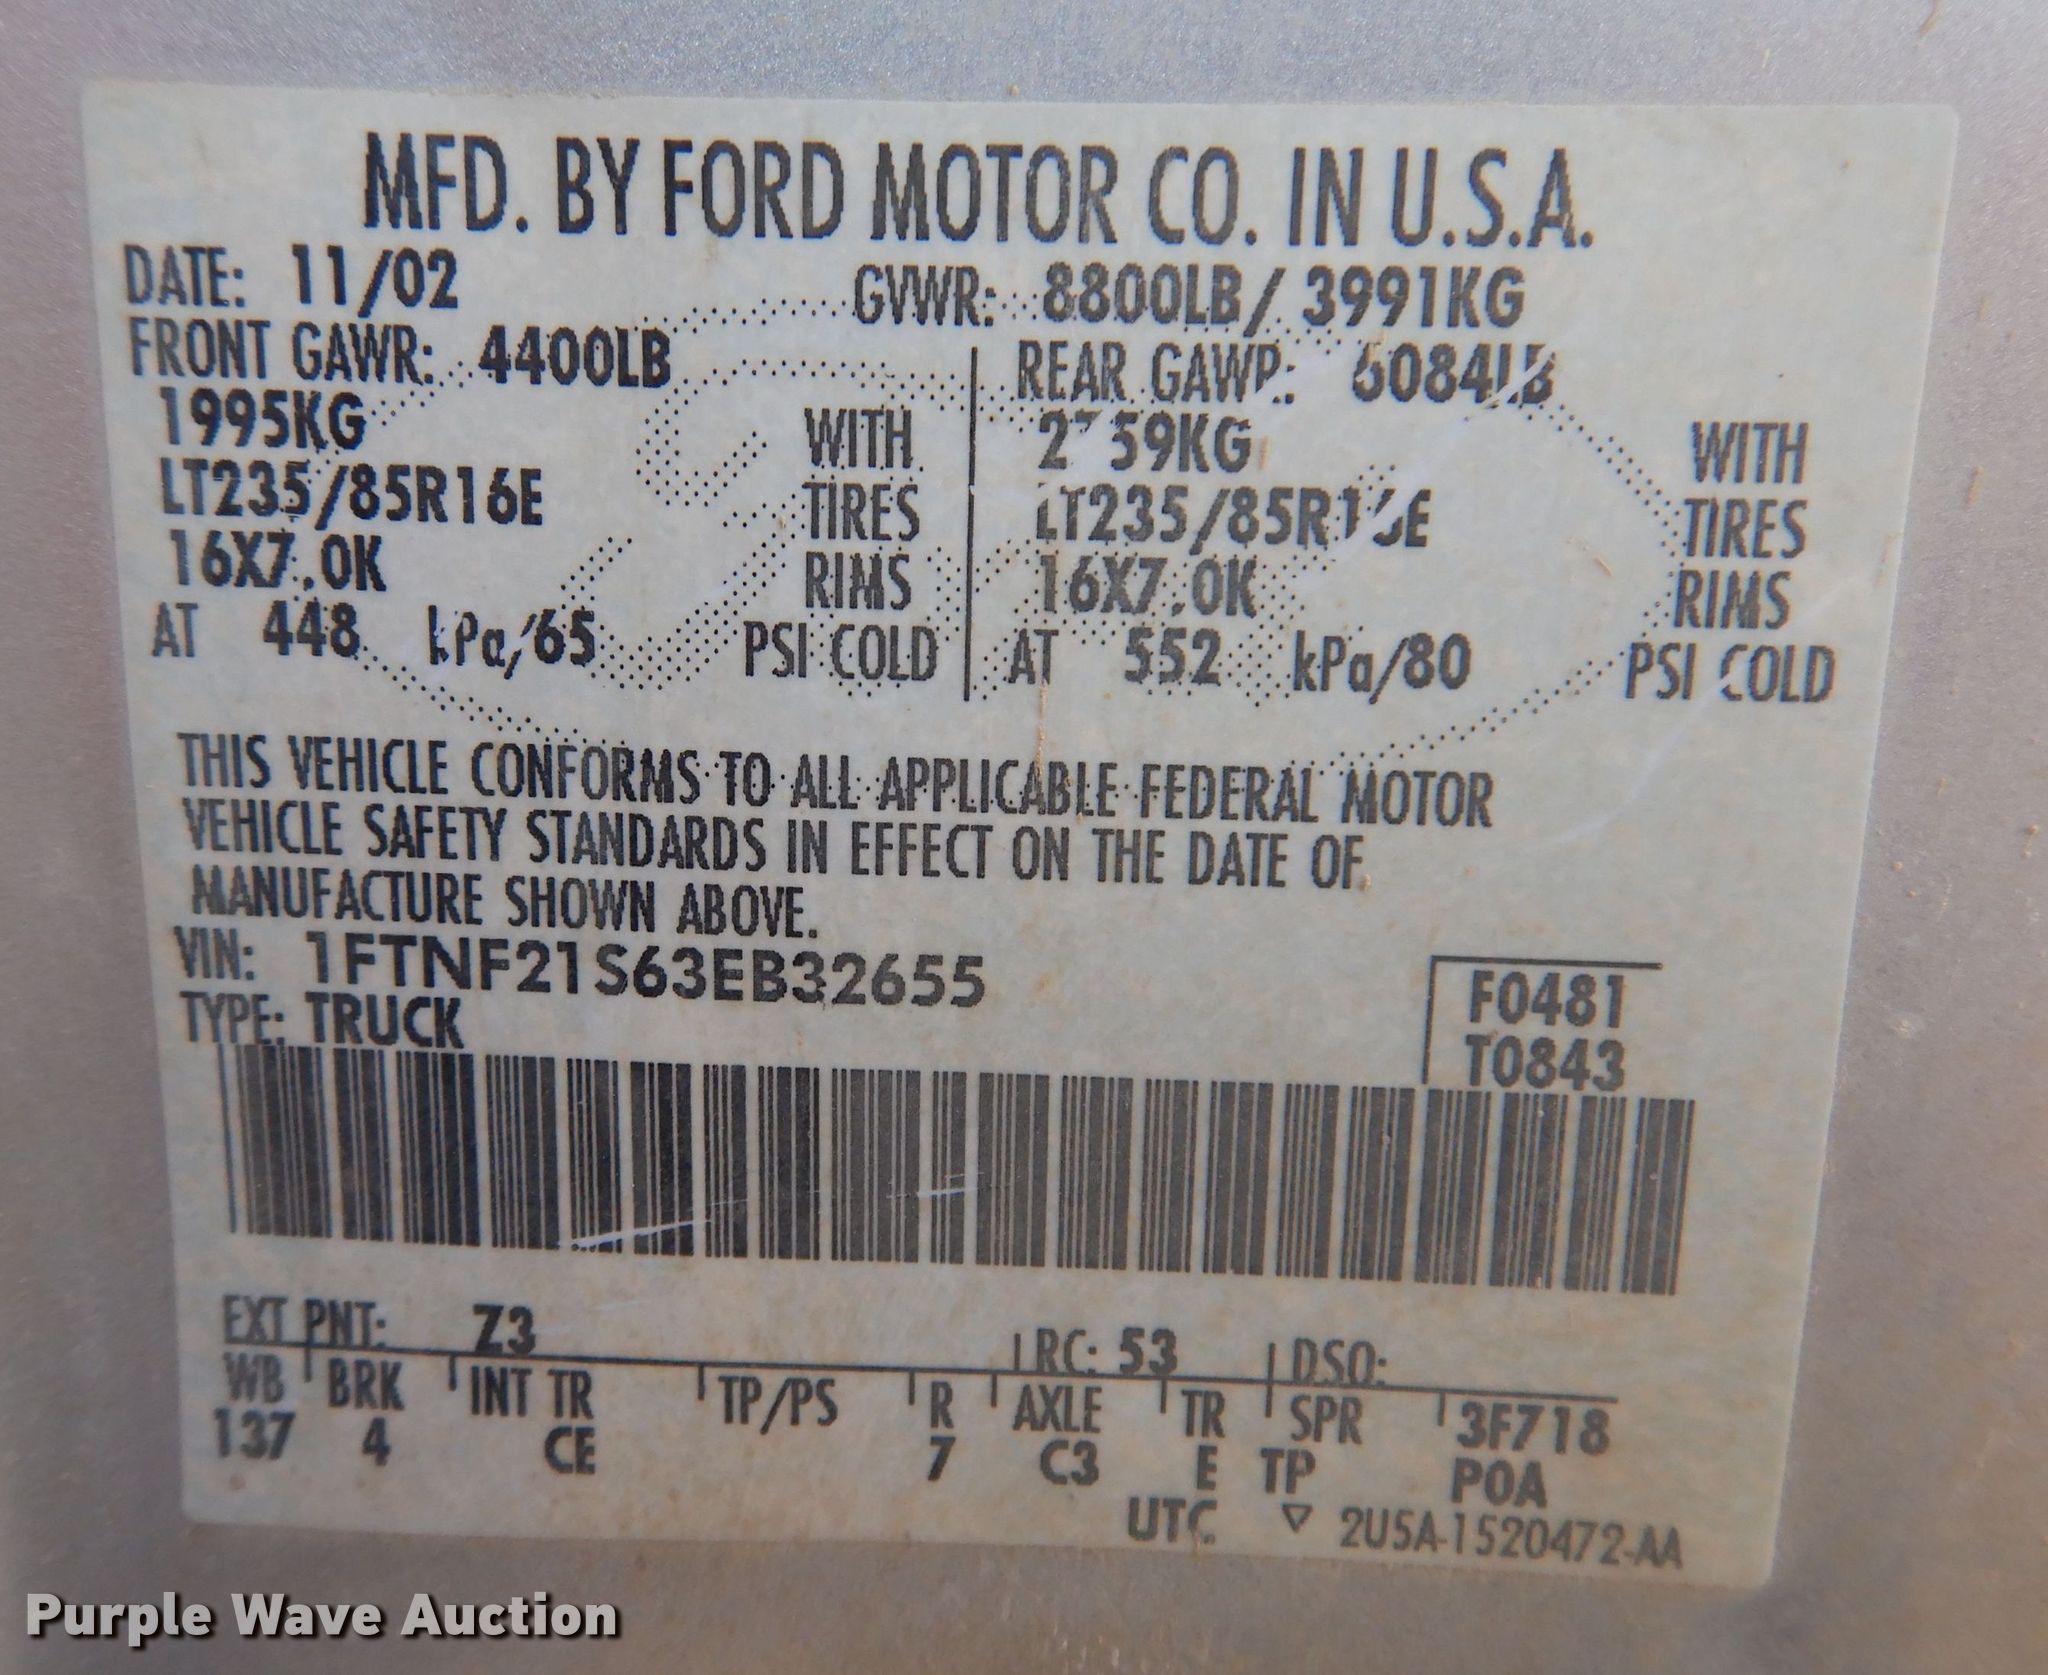 MFD. BY FORD MOTOR CO. IN U.S.A.
DATE: 11/02 GVWR: 8800LB/ 3991KG
FRONT GAWR: 4400LB REAR GAWR: 6084LB
1995KG WITH 2759KG WITH
LT235/85R16E TIRES LT235/85R16E TIRES
16X7.0K RIMS 16X7.0K RIMS
AT 448 kPa/65 PSI COLD AT 552 kPa/80 PSI COLD
THIS VEHICLE CONFORMS TO ALL APPLICABLE FEDERAL MOTOR
VEHICLE SAFETY STANDARDS IN EFFECT ON THE DATE OF
MANUFACTURE SHOWN ABOVE.
VIN: 1FTNF21S63EB32655 F0481
TYPE: TRUCK T0843
EXT PNT: Z3 RC: 53 DSO:
WB BRK INT TR TP/PS R AXLE TR SPR 3F718
137 4 CE 7 C3 E TP POA
UTC ▽ 2U5A-1520472-AA
Purple Wave Auction